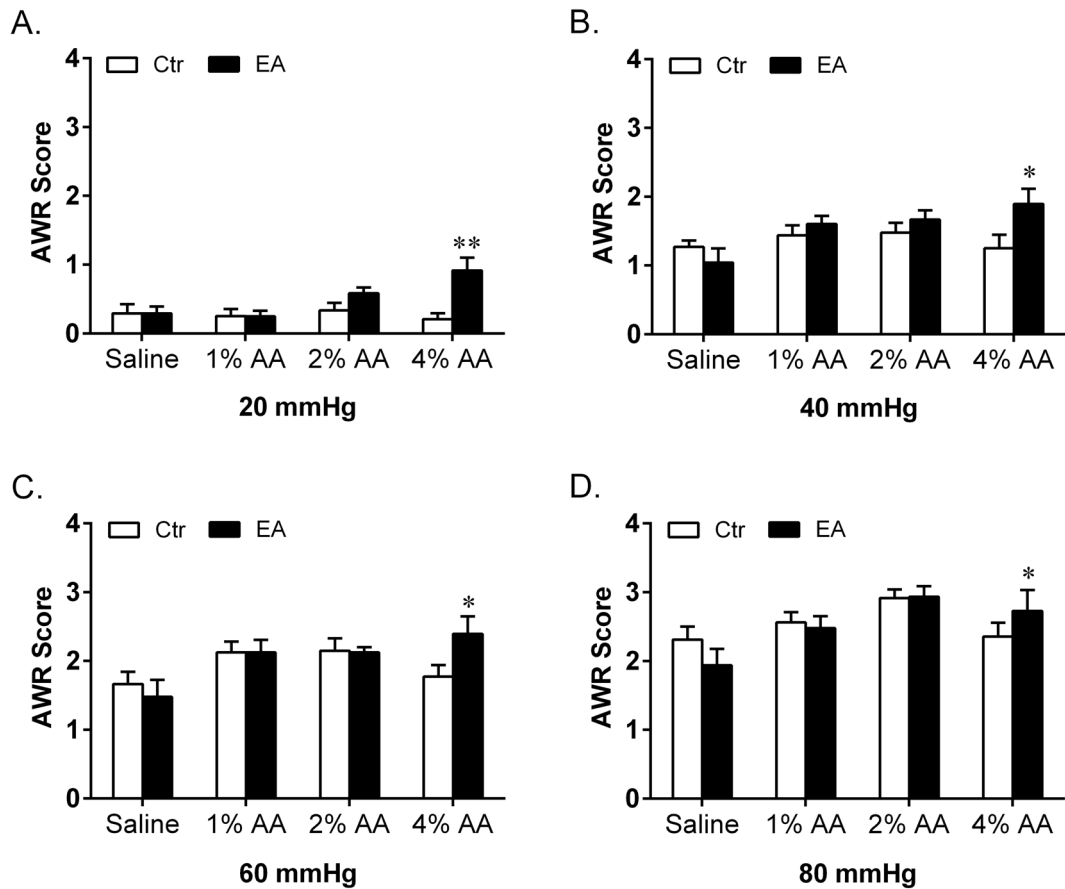 A.
4
3
2
1
0
AWR Score
Ctr EA
**
Saline 1% AA 2% AA 4% AA
20 mmHg
B.
4
3
2
1
0
AWR Score
Ctr EA
*
Saline 1% AA 2% AA 4% AA
40 mmHg
C.
4
3
2
1
0
AWR Score
Ctr EA
*
Saline 1% AA 2% AA 4% AA
60 mmHg
D.
4
3
2
1
0
AWR Score
Ctr EA
*
Saline 1% AA 2% AA 4% AA
80 mmHg